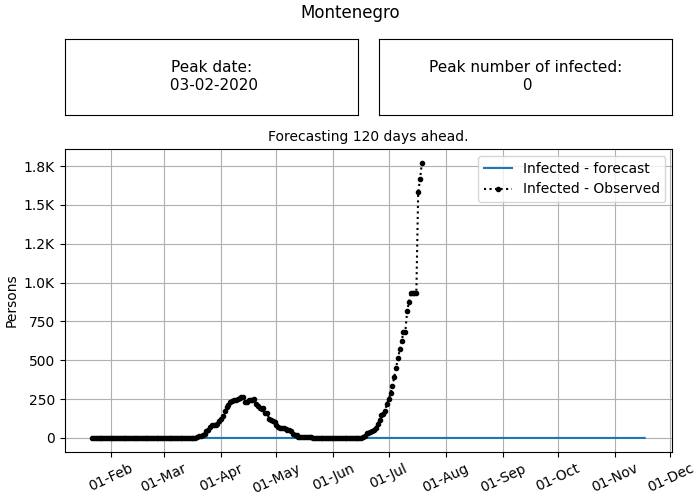 Montenegro
Peak date:
03-02-2020
Peak number of infected:
0
Forecasting 120 days ahead.
Infected - forecast
Infected - Observed
Persons
1.8K
1.5K
1.2K
1.0K
750
500
250
0
01-Feb
01-Mar
01-Apr
01-May
01-Jun
01-Jul
01-Aug
01-Sep
01-Oct
01-Nov
01-Dec